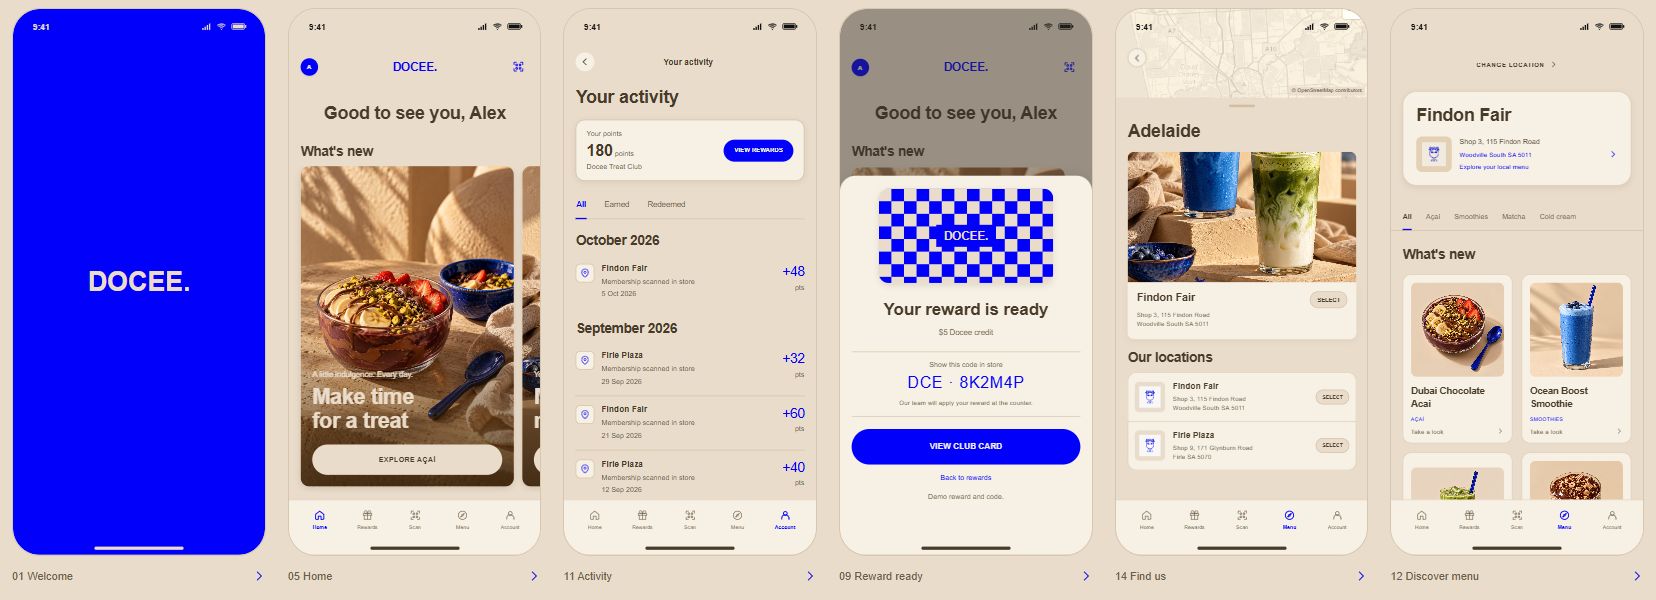 9:41
DOCEE.
01 Welcome
9:41
A
DOCEE.
Good to see you, Alex
What's new
A little indulgence. Every day.
Make time
for a treat
EXPLORE AÇAÍ
Home
Rewards
Scan
Menu
Account
05 Home
9:41
Your activity
Your activity
Your points
180 points
Docee Treat Club
VIEW REWARDS
All
Earned
Redeemed
October 2026
Findon Fair
+48
Membership scanned in store
pts
5 Oct 2026
September 2026
Firle Plaza
+32
Membership scanned in store
pts
29 Sep 2026
Findon Fair
+60
Membership scanned in store
pts
21 Sep 2026
Firle Plaza
+40
Membership scanned in store
pts
12 Sep 2026
Home
Rewards
Scan
Menu
Account
11 Activity
9:41
A
DOCEE.
Good to see you, Alex
What's new
DOCEE.
Your reward is ready
$5 Docee credit
Show this code in store
DCE · 8K2M4P
Our team will apply your reward at the counter.
VIEW CLUB CARD
Back to rewards
Demo reward and code.
09 Reward ready
9:41
A16
© OpenStreetMap contributors
Adelaide
Findon Fair
SELECT
Shop 3, 115 Findon Road
Woodville South SA 5011
Our locations
Findon Fair
Shop 3, 115 Findon Road
Woodville South SA 5011
SELECT
Firle Plaza
Shop 9, 171 Glynburn Road
Firle SA 5070
SELECT
Home
Rewards
Scan
Menu
Account
14 Find us
9:41
CHANGE LOCATION
Findon Fair
Shop 3, 115 Findon Road
Woodville South SA 5011
Explore your local menu
All
Açaí
Smoothies
Matcha
Cold cream
What's new
Dubai Chocolate
Acai
AÇAÍ
Take a look
Ocean Boost
Smoothie
SMOOTHIES
Take a look
Home
Rewards
Scan
Menu
Account
12 Discover menu